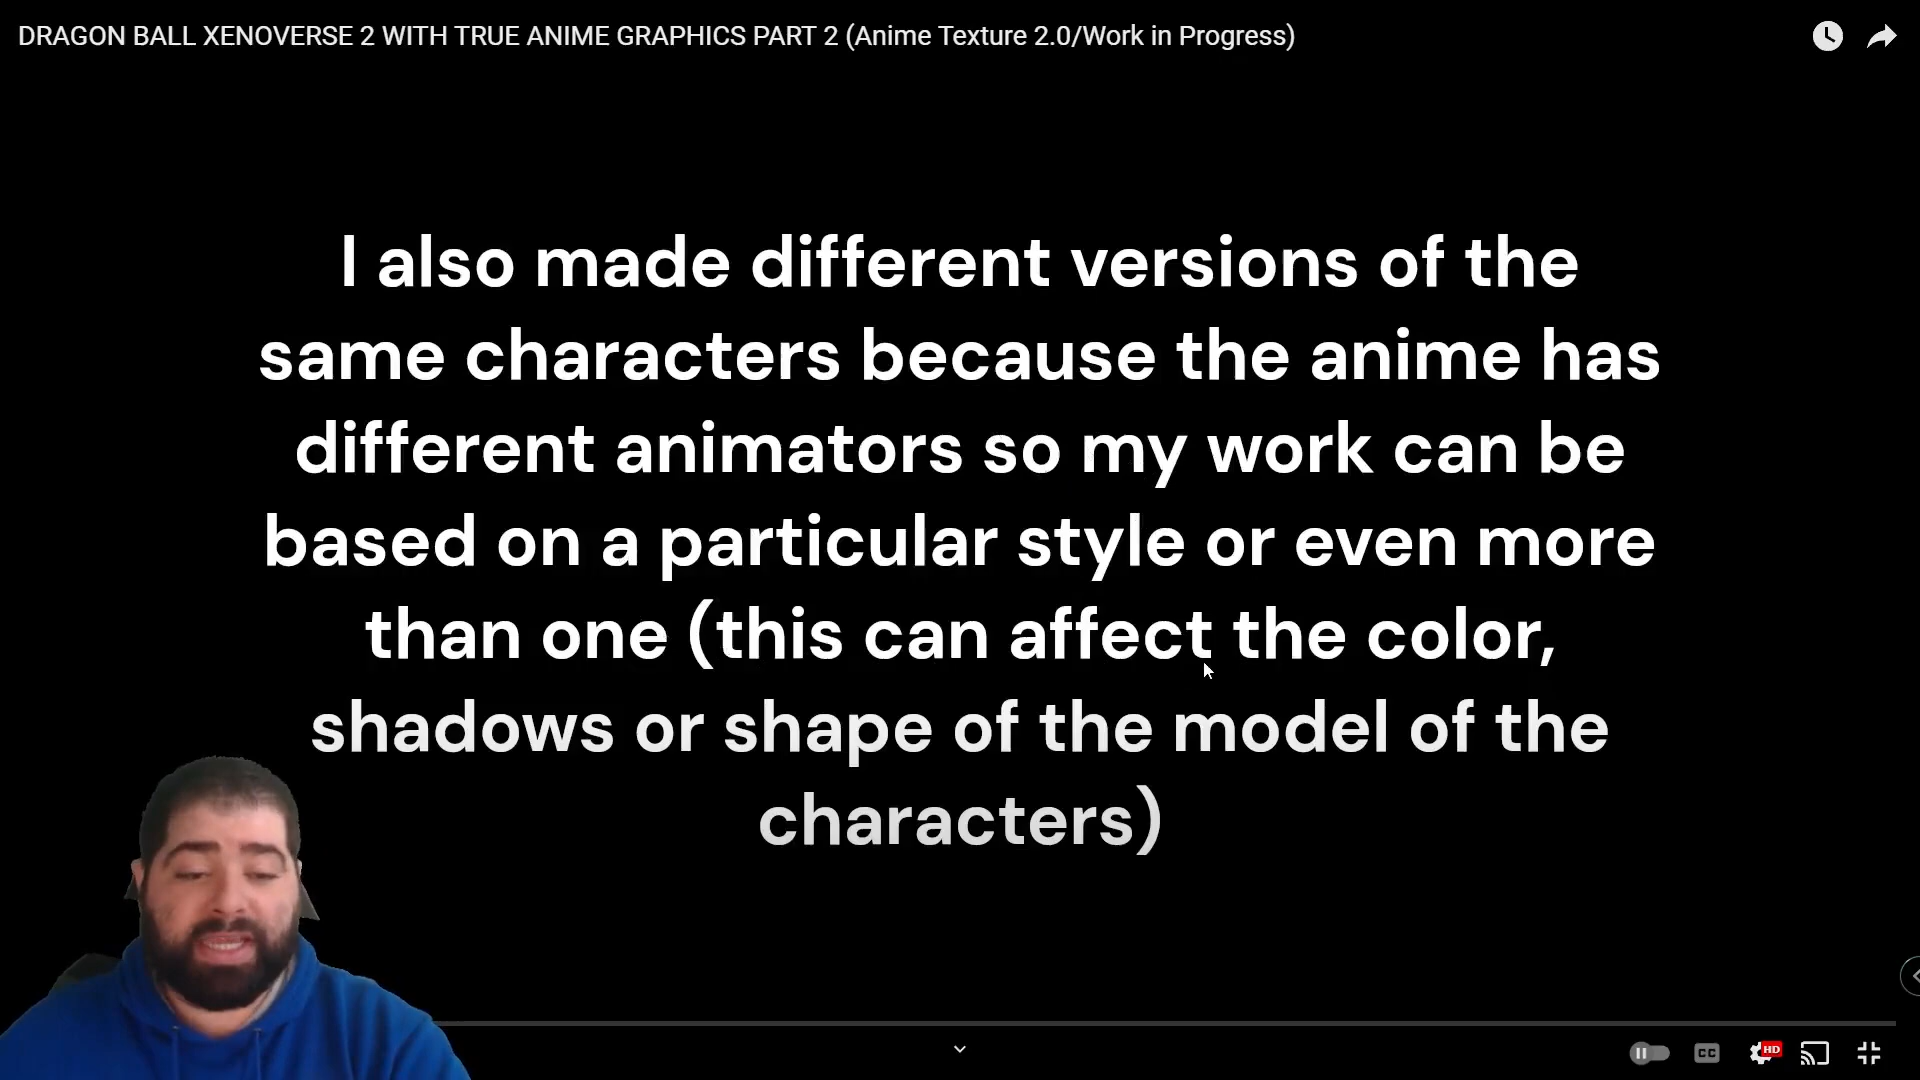 DRAGON BALL XENOVERSE 2 WITH TRUE ANIME GRAPHICS PART 2 (Anime Texture 2.0/Work in Progress)
I also made different versions of the
same characters because the anime has
different animators so my work can be
based on a particular style or even more
than one (this can affect the color,
shadows or shape of the model of the
characters)
CC
HD